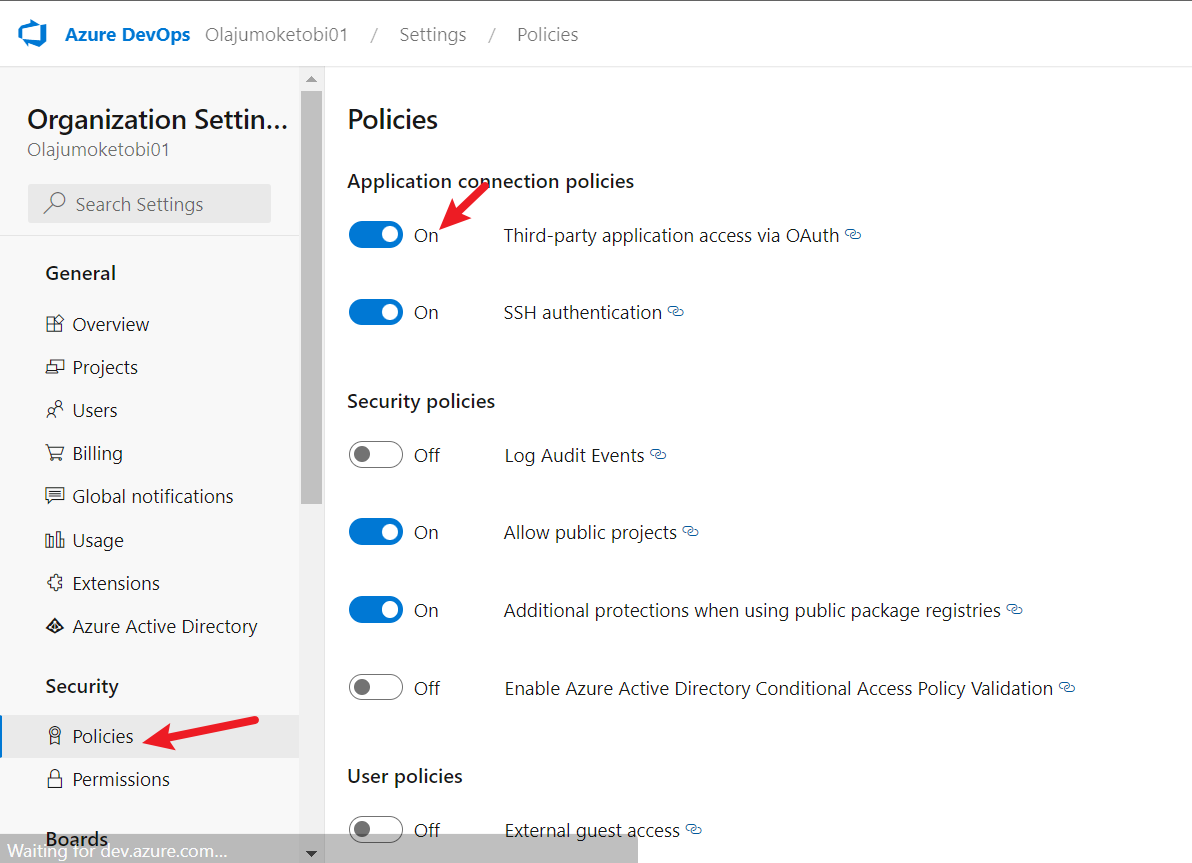 Azure DevOps Olajumoketobi01 / Settings / Policies
Organization Settin...
Olajumoketobi01
Search Settings
General
Overview
Projects
Users
Billing
Global notifications
Usage
Extensions
Azure Active Directory
Security
Policies
Permissions
Boards
Waiting for dev.azure.com...
Policies
Application connection policies
On Third-party application access via OAuth
On SSH authentication
Security policies
Off Log Audit Events
On Allow public projects
On Additional protections when using public package registries
Off Enable Azure Active Directory Conditional Access Policy Validation
User policies
Off External guest access